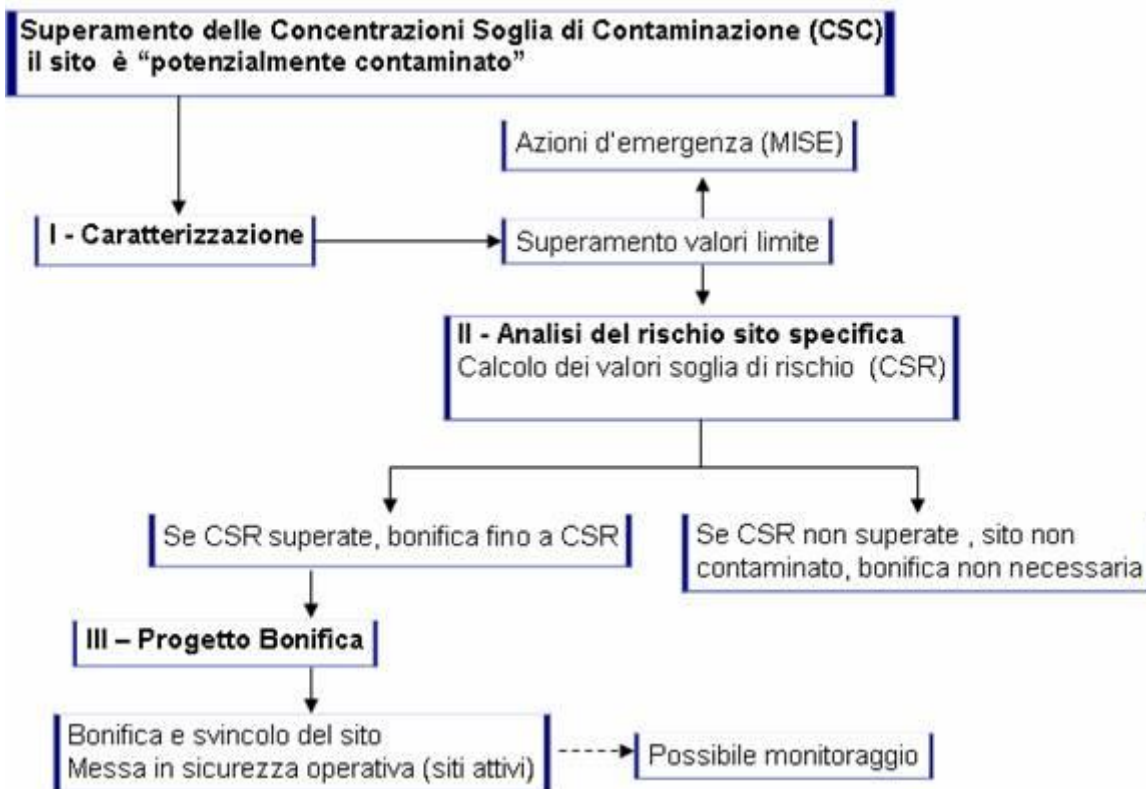 Superamento delle Concentrazioni Soglia di Contaminazione (CSC)
il sito è “potenzialmente contaminato”
Azioni d’emergenza (MISE)
I - Caratterizzazione
Superamento valori limite
II - Analisi del rischio sito specifica
Calcolo dei valori soglia di rischio (CSR)
Se CSR superate, bonifica fino a CSR
Se CSR non superate , sito non
contaminato, bonifica non necessaria
III – Progetto Bonifica
Bonifica e svincolo del sito
Messa in sicurezza operativa (siti attivi)
Possibile monitoraggio